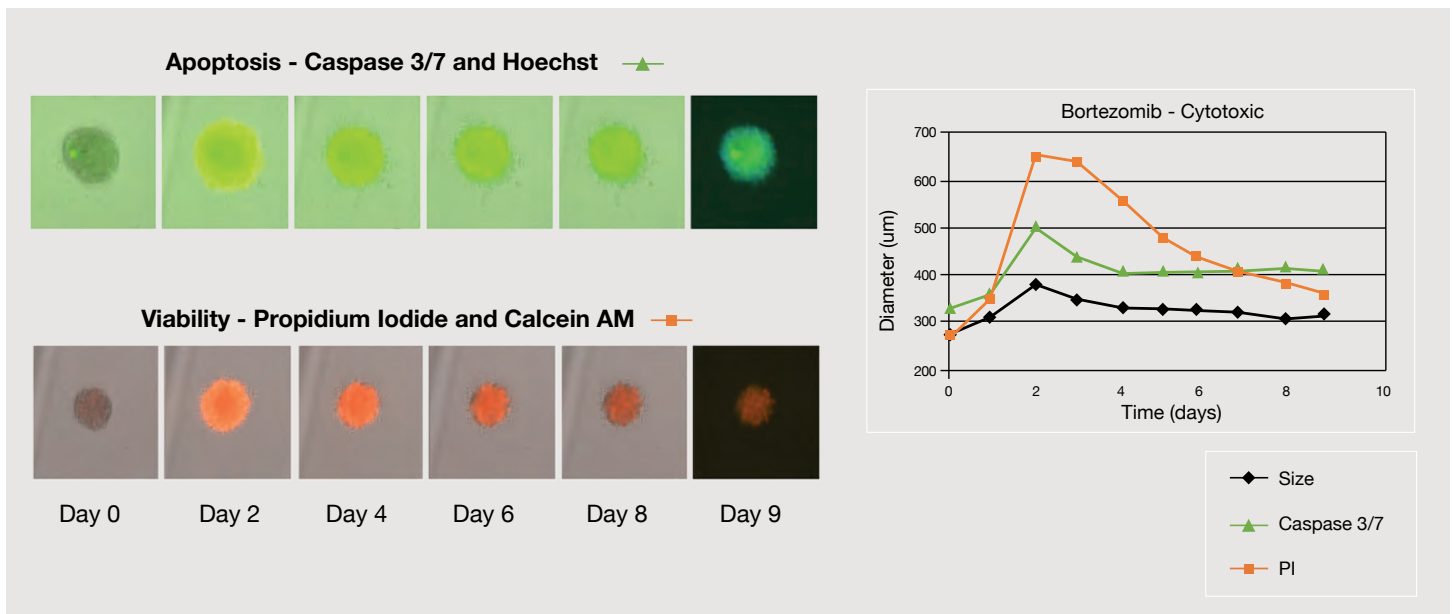 Apoptosis - Caspase 3/7 and Hoechst
Viability - Propidium Iodide and Calcein AM
Day 0 Day 2 Day 4 Day 6 Day 8 Day 9
Bortezomib - Cytotoxic
Diameter (um)
700
600
500
400
300
200
0 2 4 6 8 10
Time (days)
Size
Caspase 3/7
PI